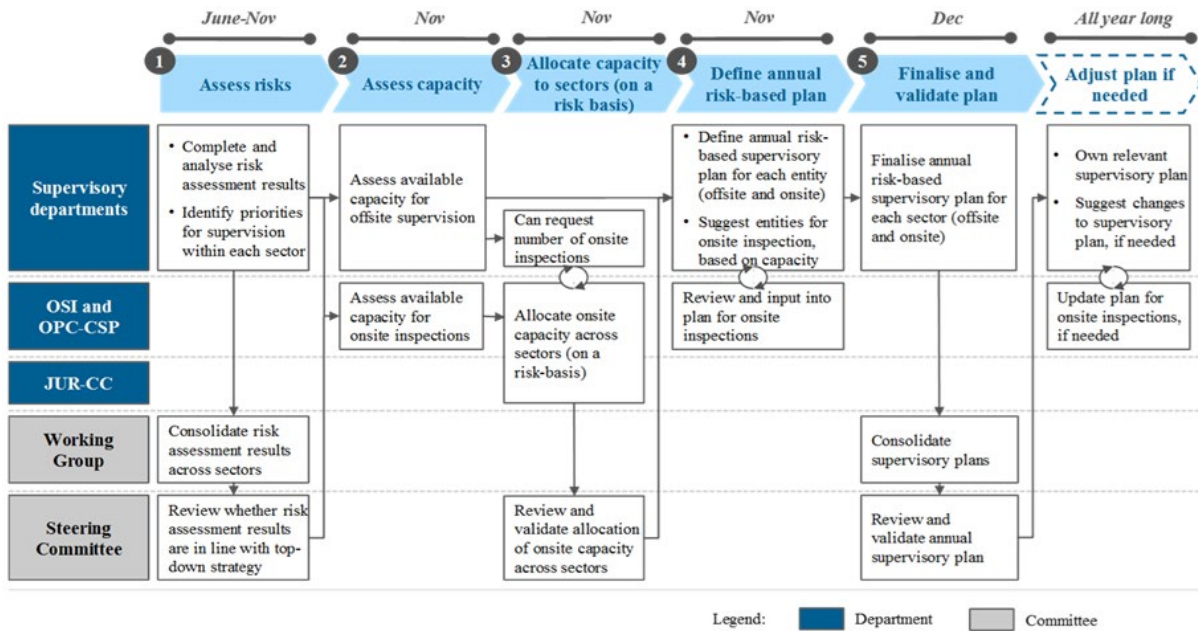 June-Nov
Nov
Nov
Nov
Dec
All year long
1
Assess risks
2
Assess capacity
3
Allocate capacity
to sectors (on a
risk basis)
4
Define annual
risk-based plan
5
Finalise and
validate plan
Adjust plan if
needed
Supervisory
departments
• Complete and
analyse risk
assessment results
• Identify priorities
for supervision
within each sector
Assess available
capacity for
offsite supervision
Can request
number of onsite
inspections
• Define annual risk-
based supervisory
plan for each entity
(offsite and onsite)
• Suggest entities for
onsite inspection,
based on capacity
Finalise annual
risk-based
supervisory plan for
each sector (offsite
and onsite)
• Own relevant
supervisory plan
• Suggest changes
to supervisory
plan, if needed
OSI and
OPC-CSP
Assess available
capacity for
onsite inspections
Allocate onsite
capacity across
sectors (on a
risk-basis)
Review and input into
plan for onsite
inspections
Update plan for
onsite inspections,
if needed
JUR-CC
Working
Group
Consolidate risk
assessment results
across sectors
Consolidate
supervisory plans
Steering
Committee
Review whether risk
assessment results
are in line with top-
down strategy
Review and
validate allocation
of onsite capacity
across sectors
Review and
validate annual
supervisory plan
Legend:
Department
Committee